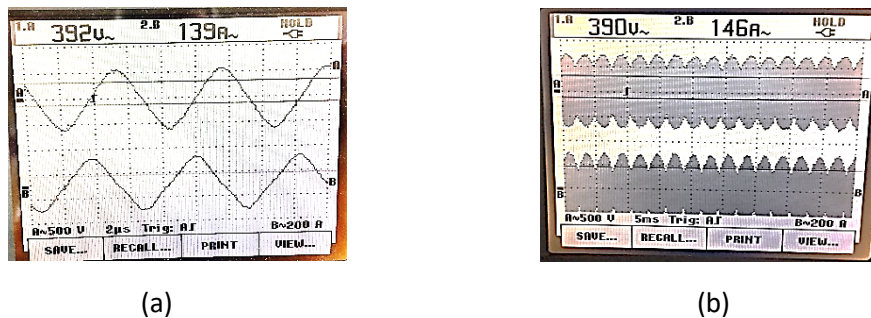 1.A 392V~ 2.B 139A~ HOLD
A
A
B
B
A~500 V 2µs Trig: A∫ B~200 A
SAVE... RECALL... PRINT VIEW...
(a)
1.A 390V~ 2.B 146A~ HOLD
A
A
B
B
A~500 V 5ms Trig: A∫ B~200 A
SAVE... RECALL... PRINT VIEW...
(b)